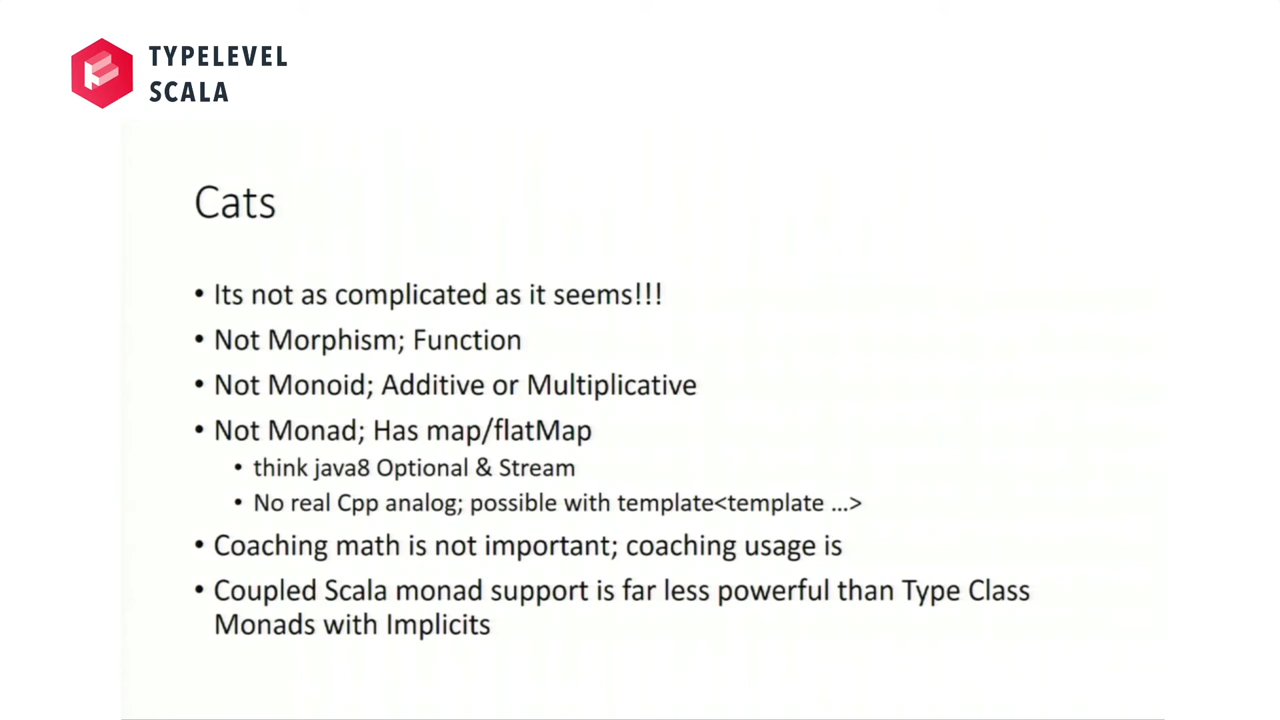 TYPELEVEL
SCALA
Cats
• Its not as complicated as it seems!!!
• Not Morphism; Function
• Not Monoid; Additive or Multiplicative
• Not Monad; Has map/flatMap
• think java8 Optional & Stream
• No real Cpp analog; possible with template<template ...>
• Coaching math is not important; coaching usage is
• Coupled Scala monad support is far less powerful than Type Class
Monads with Implicits